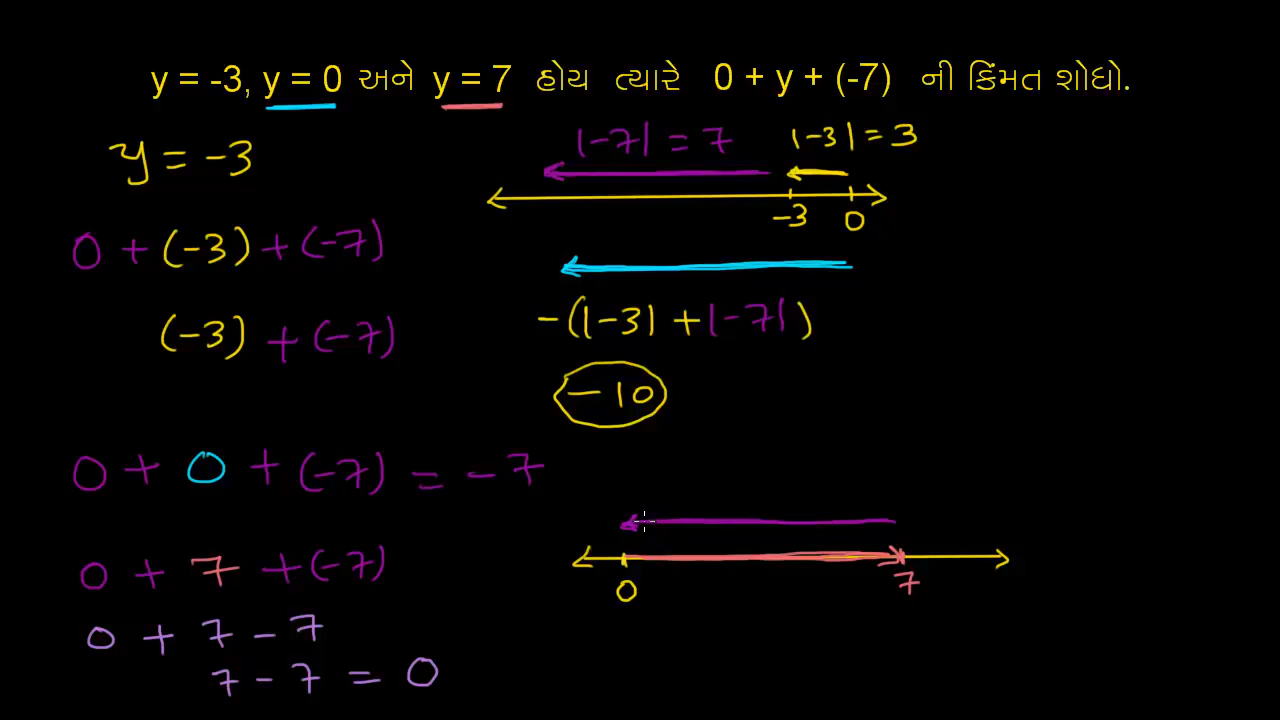 y = -3, y = 0 અને y = 7 હોય ત્યારે 0 + y + (-7) ની કિંમત શોધો.
y = -3
|-7| = 7 |-3| = 3
-3 0
0 + (-3) + (-7)
(-3) + (-7)
-(|-3| + |-7|)
-10
0 + 0 + (-7) = -7
0 + 7 + (-7)
0 7
0 + 7 - 7
7 - 7 = 0